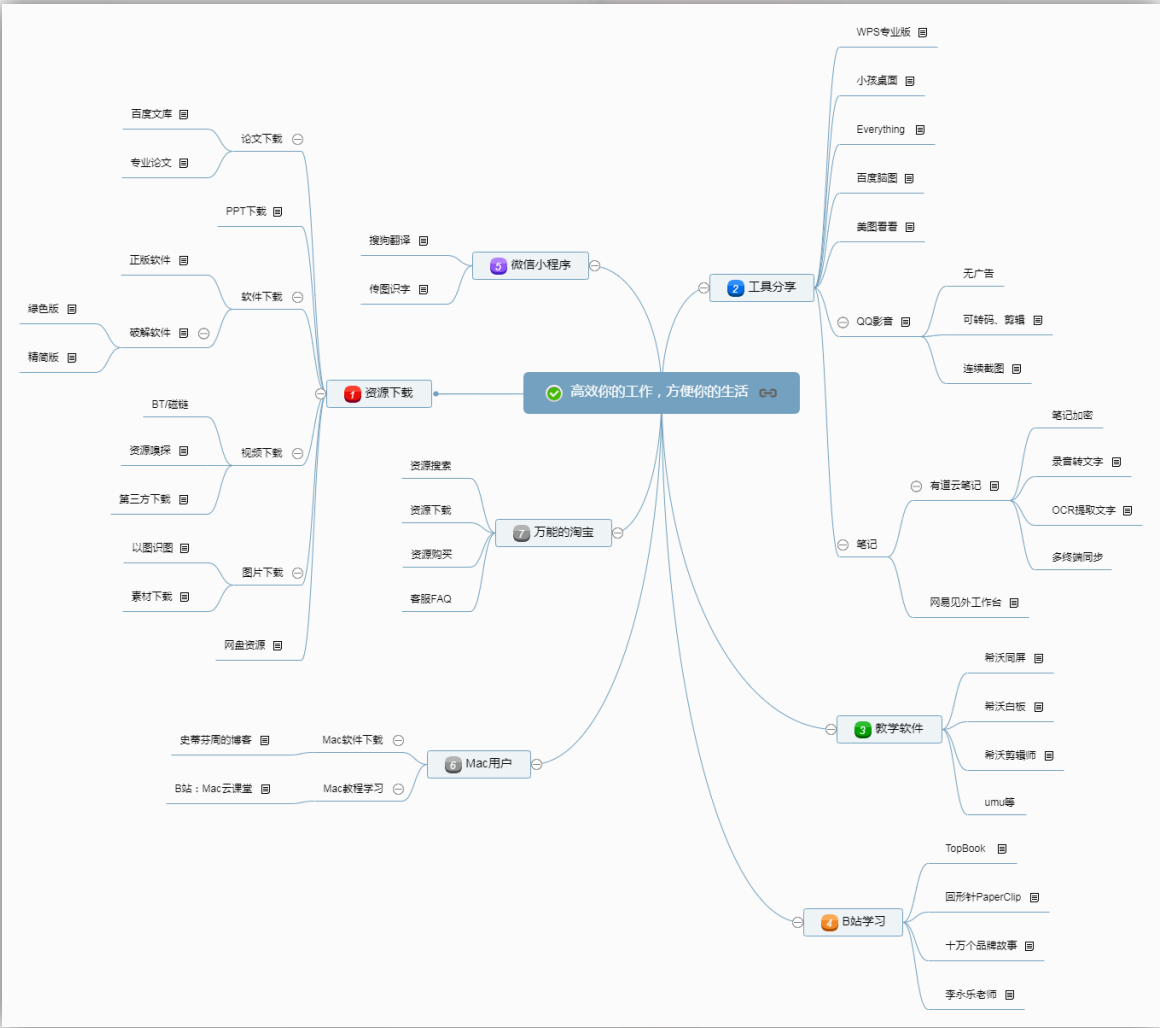 高效你的工作，方便你的生活
1 资源下载
论文下载
百度文库
专业论文
PPT下载
软件下载
正版软件
破解软件
绿色版
精简版
视频下载
BT/磁链
资源嗅探
第三方下载
图片下载
以图识图
素材下载
网盘资源
2 工具分享
WPS专业版
小孩桌面
Everything
百度脑图
美图看看
QQ影音
无广告
可转码、剪辑
连续截图
笔记
有道云笔记
笔记加密
录音转文字
OCR提取文字
多终端同步
网易见外工作台
3 教学软件
希沃同屏
希沃白板
希沃剪辑师
umu等
4 B站学习
TopBook
回形针PaperClip
十万个品牌故事
李永乐老师
5 微信小程序
搜狗翻译
传图识字
6 Mac用户
Mac软件下载
史蒂芬周的博客
Mac教程学习
B站：Mac云课堂
7 万能的淘宝
资源搜索
资源下载
资源购买
客服FAQ